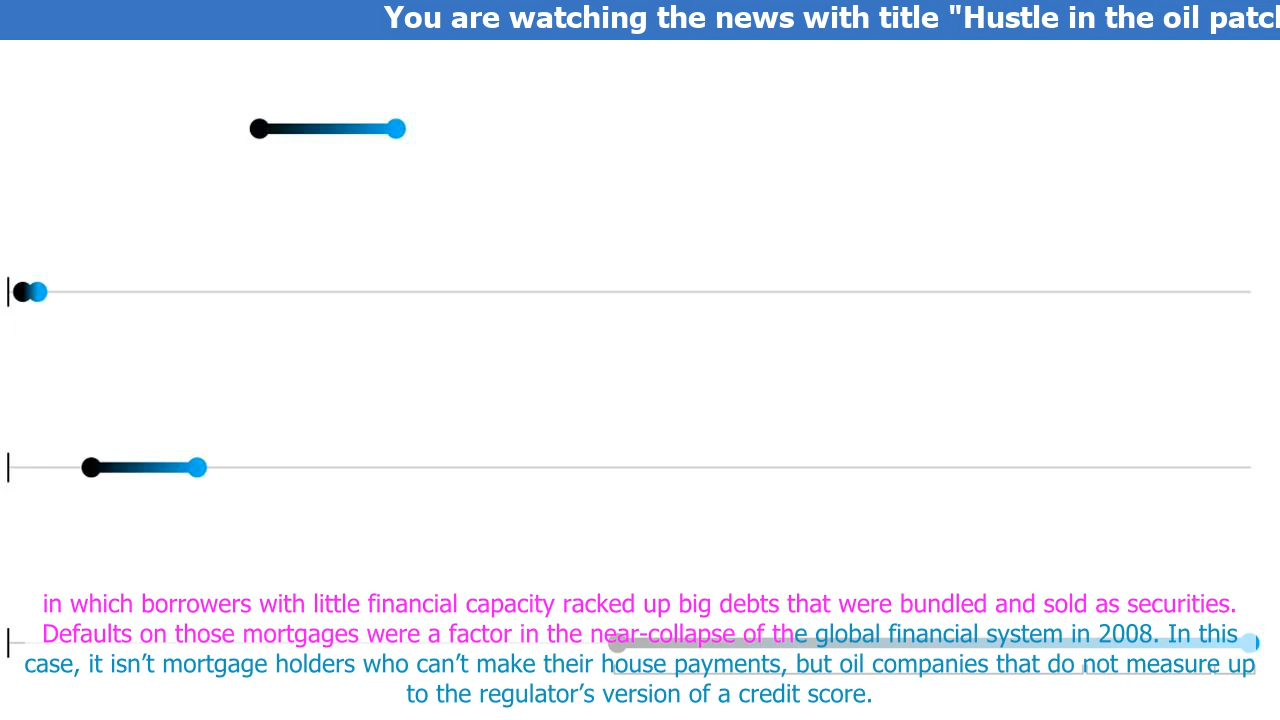 You are watching the news with title "Hustle in the oil patch
in which borrowers with little financial capacity racked up big debts that were bundled and sold as securities.
Defaults on those mortgages were a factor in the near-collapse of the global financial system in 2008. In this
case, it isn’t mortgage holders who can’t make their house payments, but oil companies that do not measure up
to the regulator’s version of a credit score.